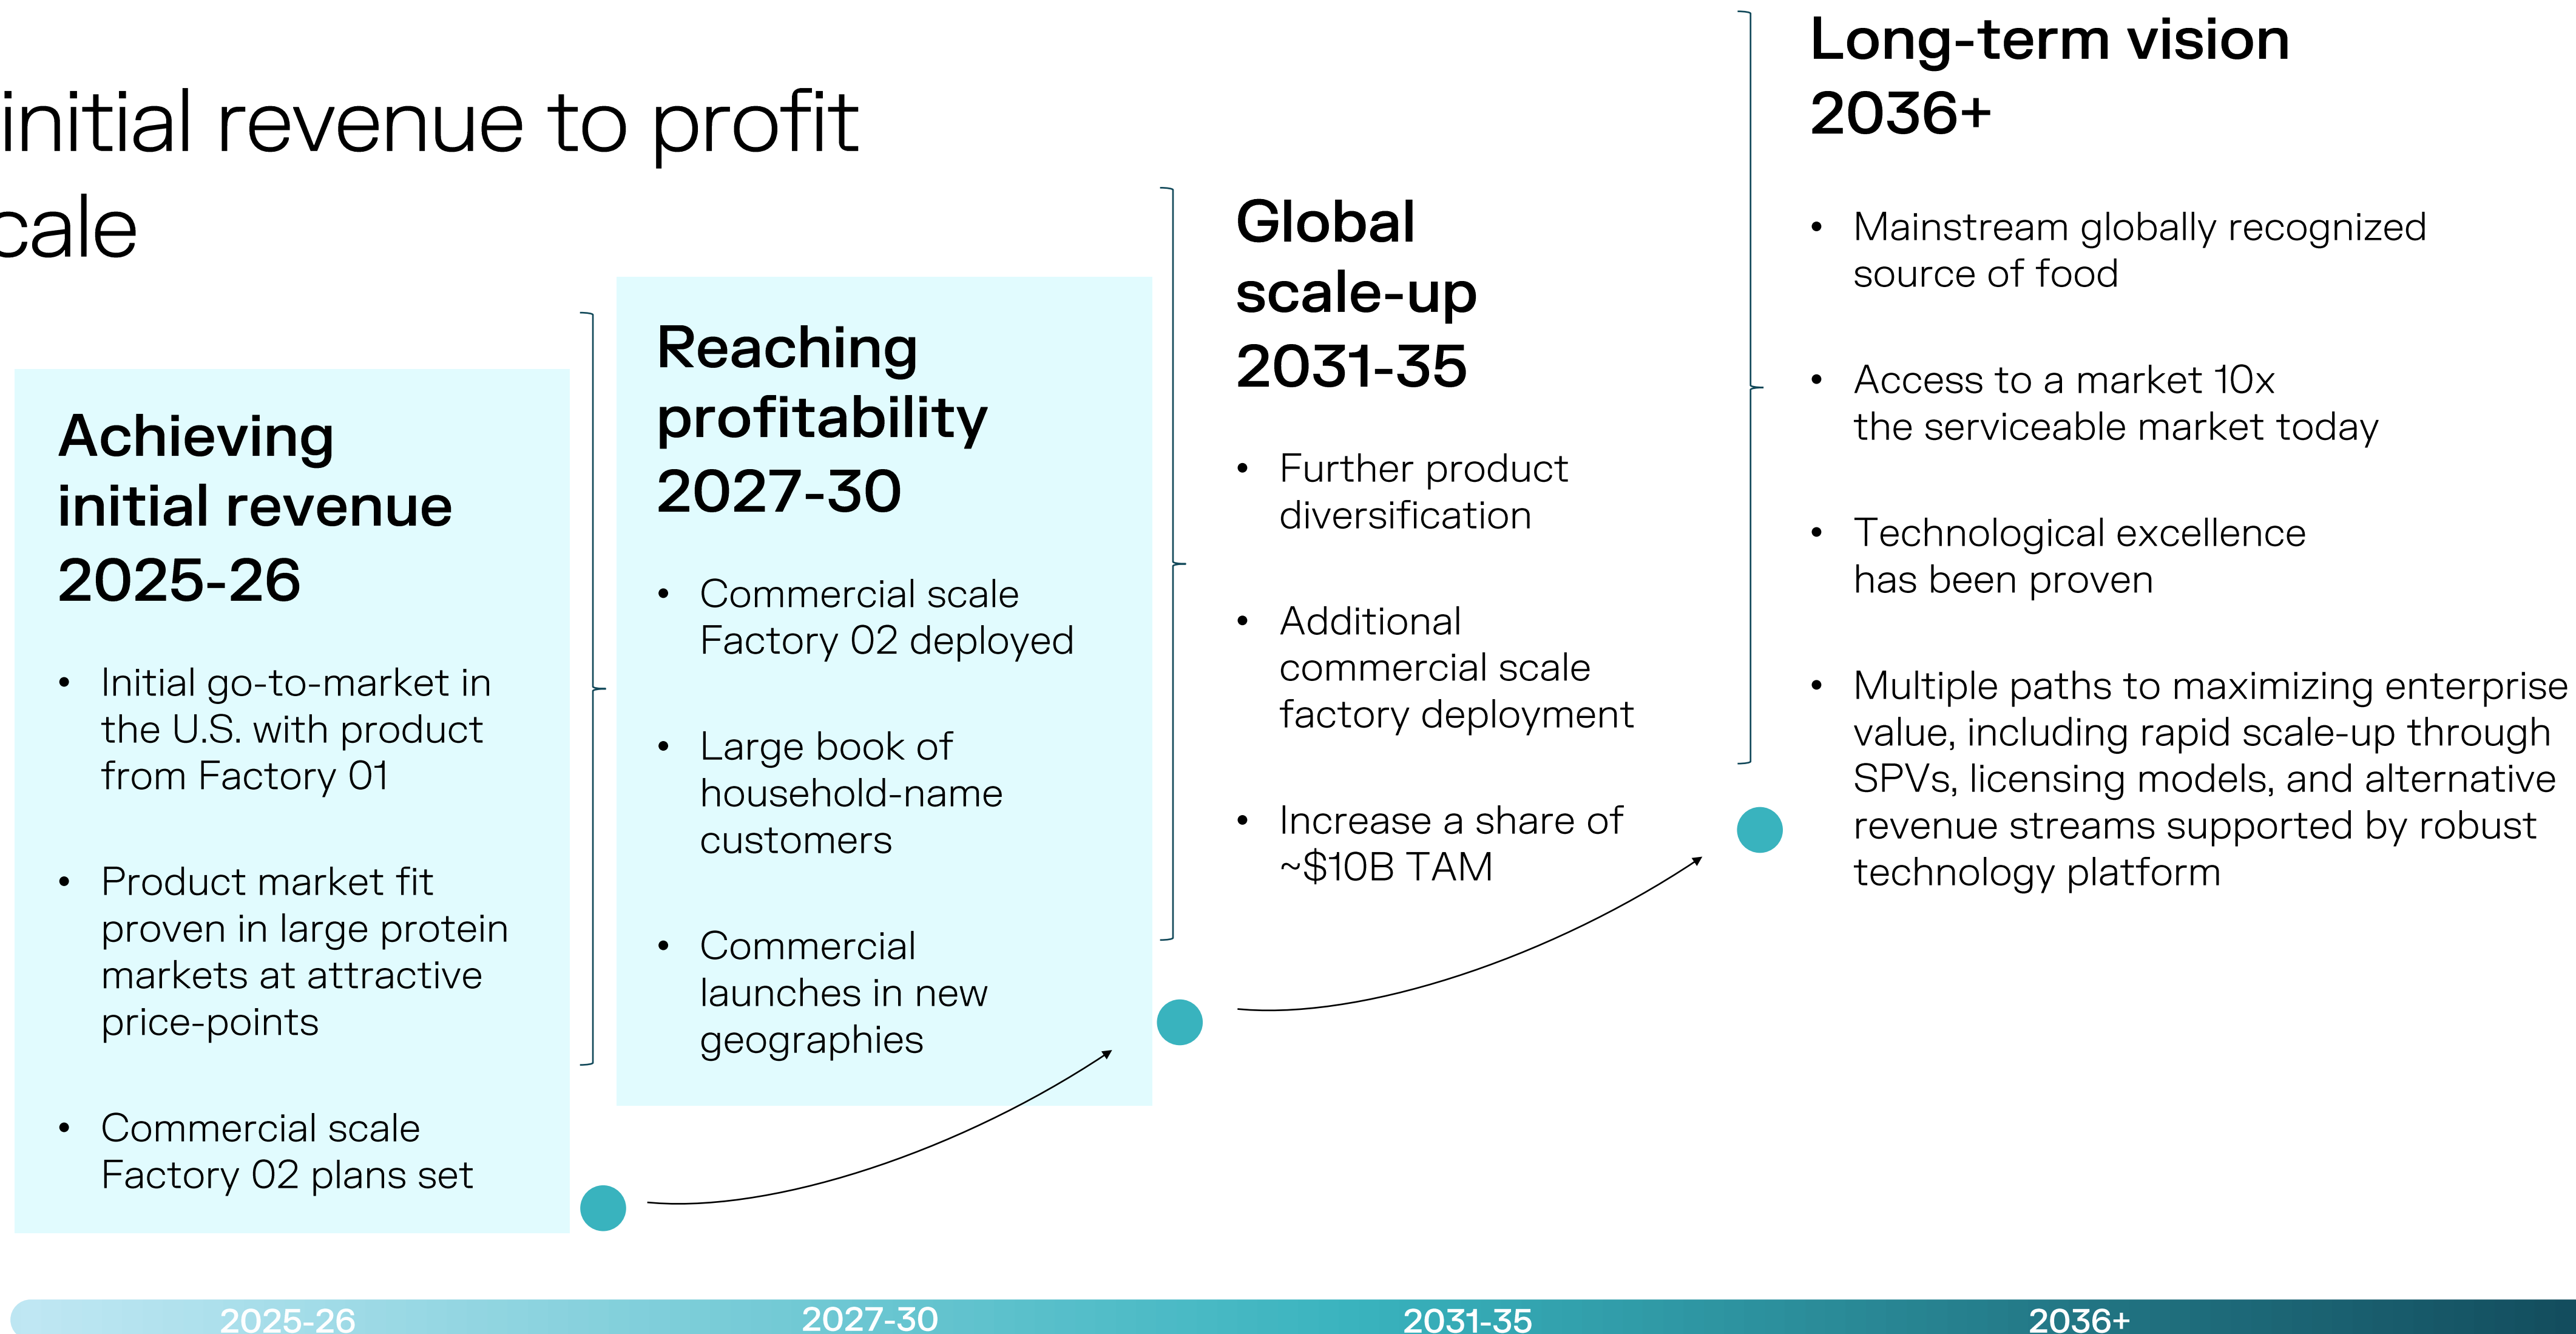 initial revenue to profit
cale
Achieving
initial revenue
2025-26
• Initial go-to-market in
the U.S. with product
from Factory 01
• Product market fit
proven in large protein
markets at attractive
price-points
• Commercial scale
Factory 02 plans set
Reaching
profitability
2027-30
• Commercial scale
Factory 02 deployed
• Large book of
household-name
customers
• Commercial
launches in new
geographies
Global
scale-up
2031-35
• Further product
diversification
• Additional
commercial scale
factory deployment
• Increase a share of
~$10B TAM
Long-term vision
2036+
• Mainstream globally recognized
source of food
• Access to a market 10x
the serviceable market today
• Technological excellence
has been proven
• Multiple paths to maximizing enterprise
value, including rapid scale-up through
SPVs, licensing models, and alternative
revenue streams supported by robust
technology platform
2025-26
2027-30
2031-35
2036+